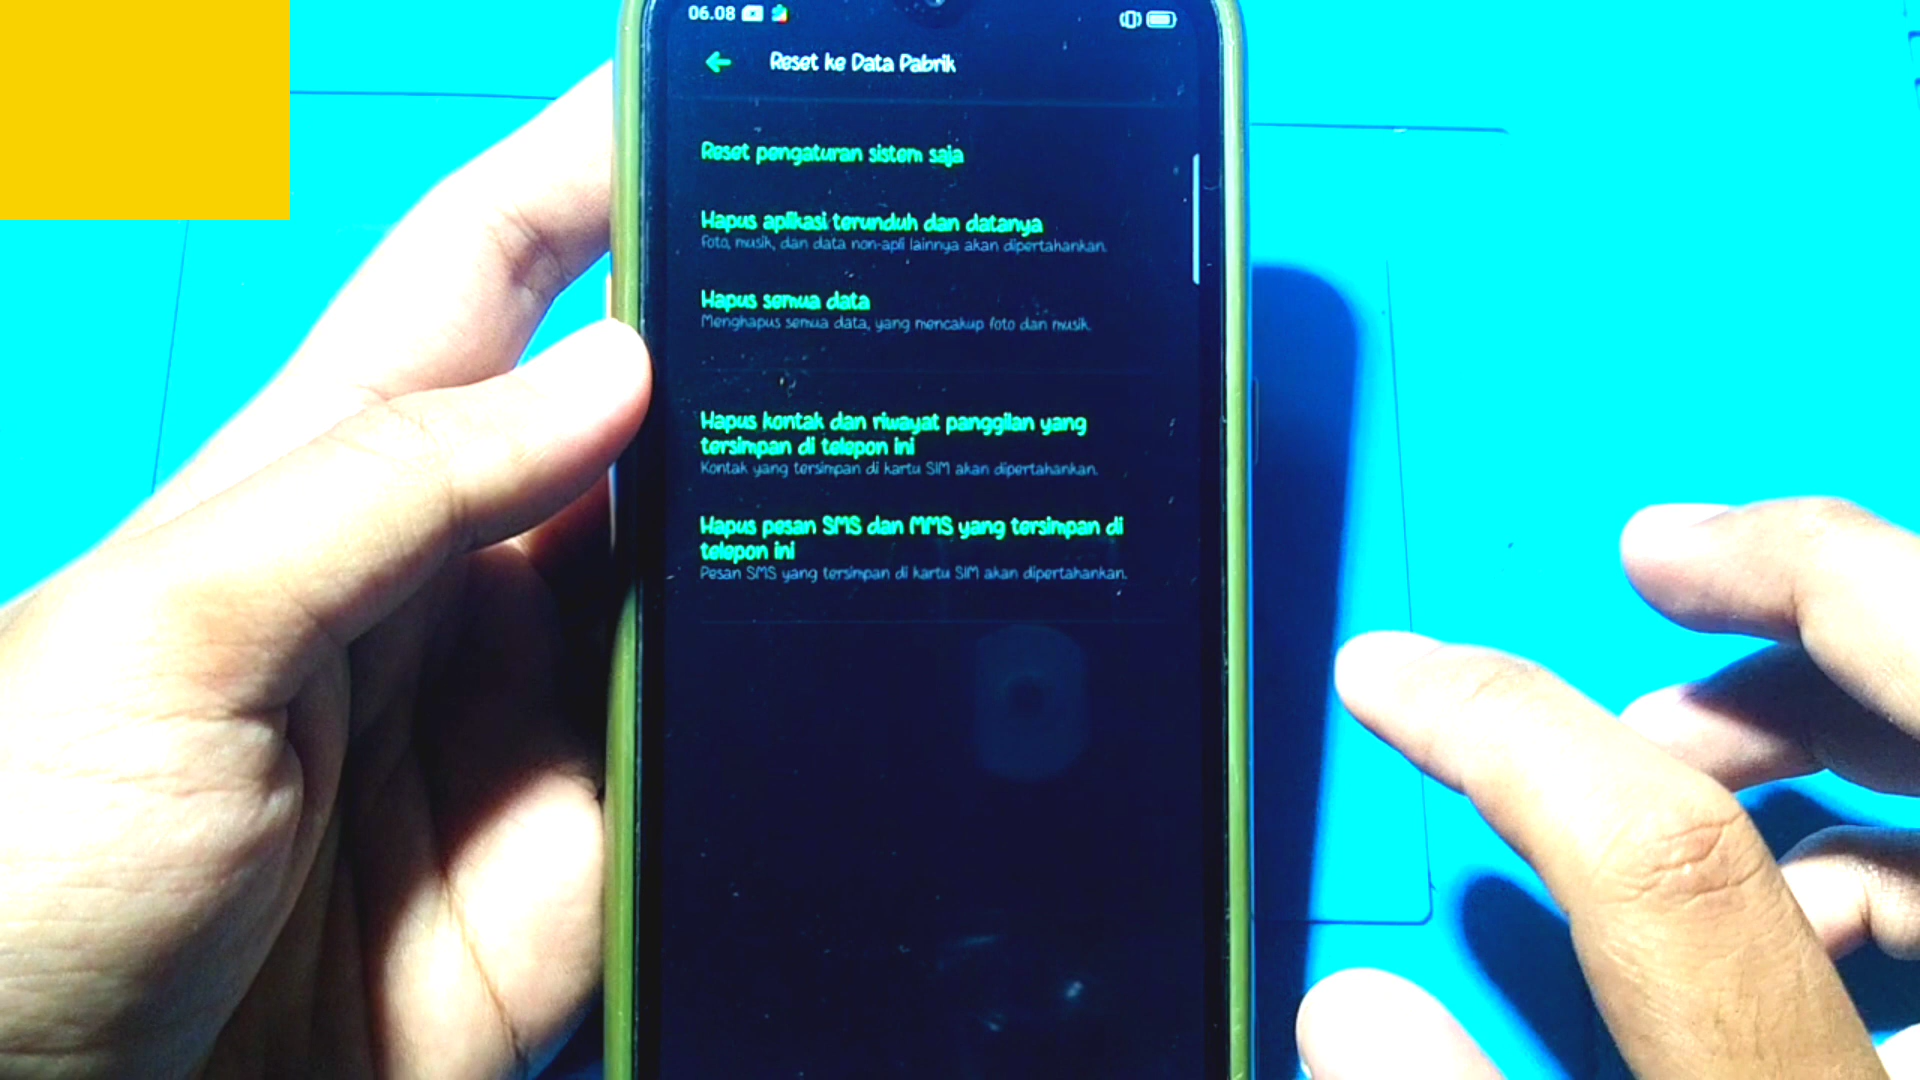 06.08
Reset ke Data Pabrik
Reset pengaturan sistem saja
Hapus aplikasi terunduh dan datanya
Foto, musik, dan data non-apli lainnya akan dipertahankan.
Hapus semua data
Menghapus semua data, yang mencakup foto dan musik.
Hapus kontak dan riwayat panggilan yang
tersimpan di telepon ini
Kontak yang tersimpan di kartu SIM akan dipertahankan.
Hapus pesan SMS dan MMS yang tersimpan di
telepon ini
Pesan SMS yang tersimpan di kartu SIM akan dipertahankan.